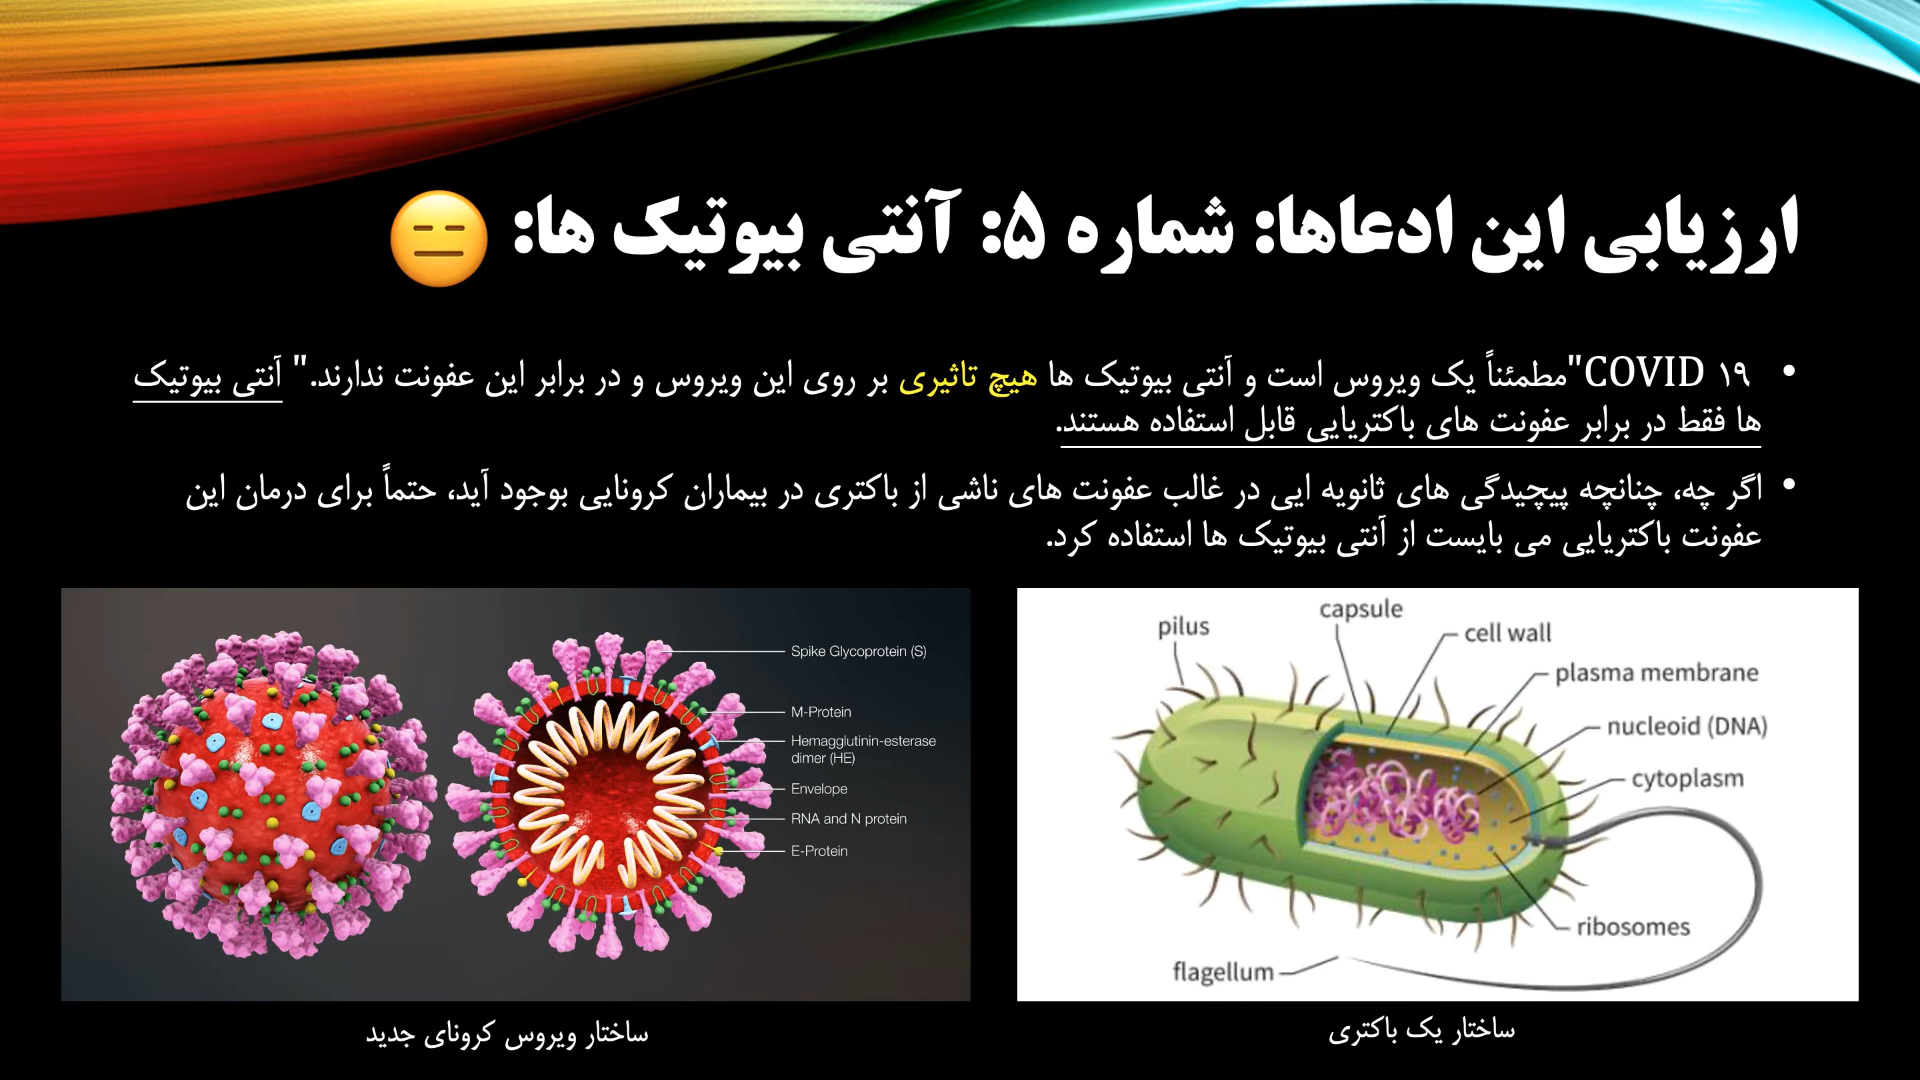 ارزیابی این ادعاها: شماره ۵: آنتی بیوتیک ها: 😑
• COVID ۱۹"مطمئناً یک ویروس است و آنتی بیوتیک ها هیچ تاثیری بر روی این ویروس و در برابر این عفونت ندارند." آنتی بیوتیک
ها فقط در برابر عفونت های باکتریایی قابل استفاده هستند.
• اگر چه، چنانچه پیچیدگی های ثانویه ایی در غالب عفونت های ناشی از باکتری در بیماران کرونایی بوجود آید، حتماً برای درمان این
عفونت باکتریایی می بایست از آنتی بیوتیک ها استفاده کرد.
Spike Glycoprotein (S)
M-Protein
Hemagglutinin-esterase
dimer (HE)
Envelope
RNA and N protein
E-Protein
ساختار ویروس کرونای جدید
capsule
pilus
cell wall
plasma membrane
nucleoid (DNA)
cytoplasm
ribosomes
flagellum
ساختار یک باکتری